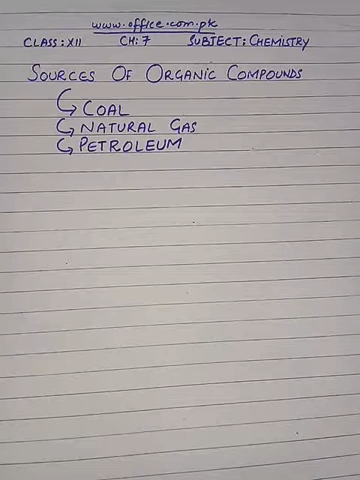 www.office.com.pk
CLASS: XII CH: 7 SUBJECT: CHEMISTRY
SOURCES OF ORGANIC COMPOUNDS
COAL
NATURAL GAS
PETROLEUM